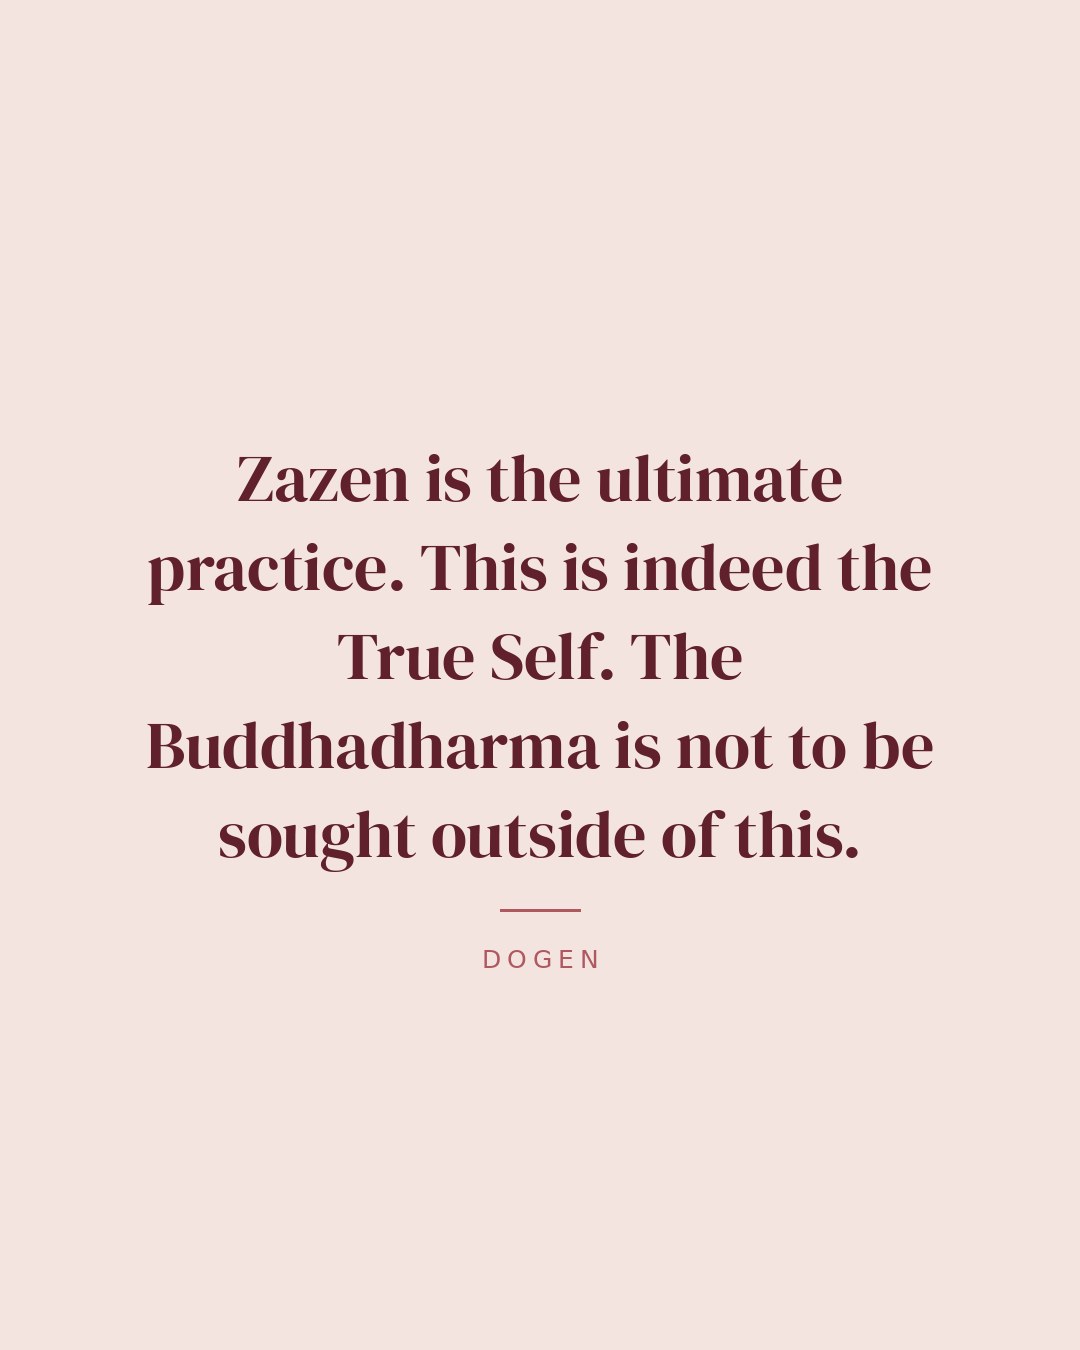 Zazen is the ultimate
practice. This is indeed the
True Self. The
Buddhadharma is not to be
sought outside of this.
DOGEN